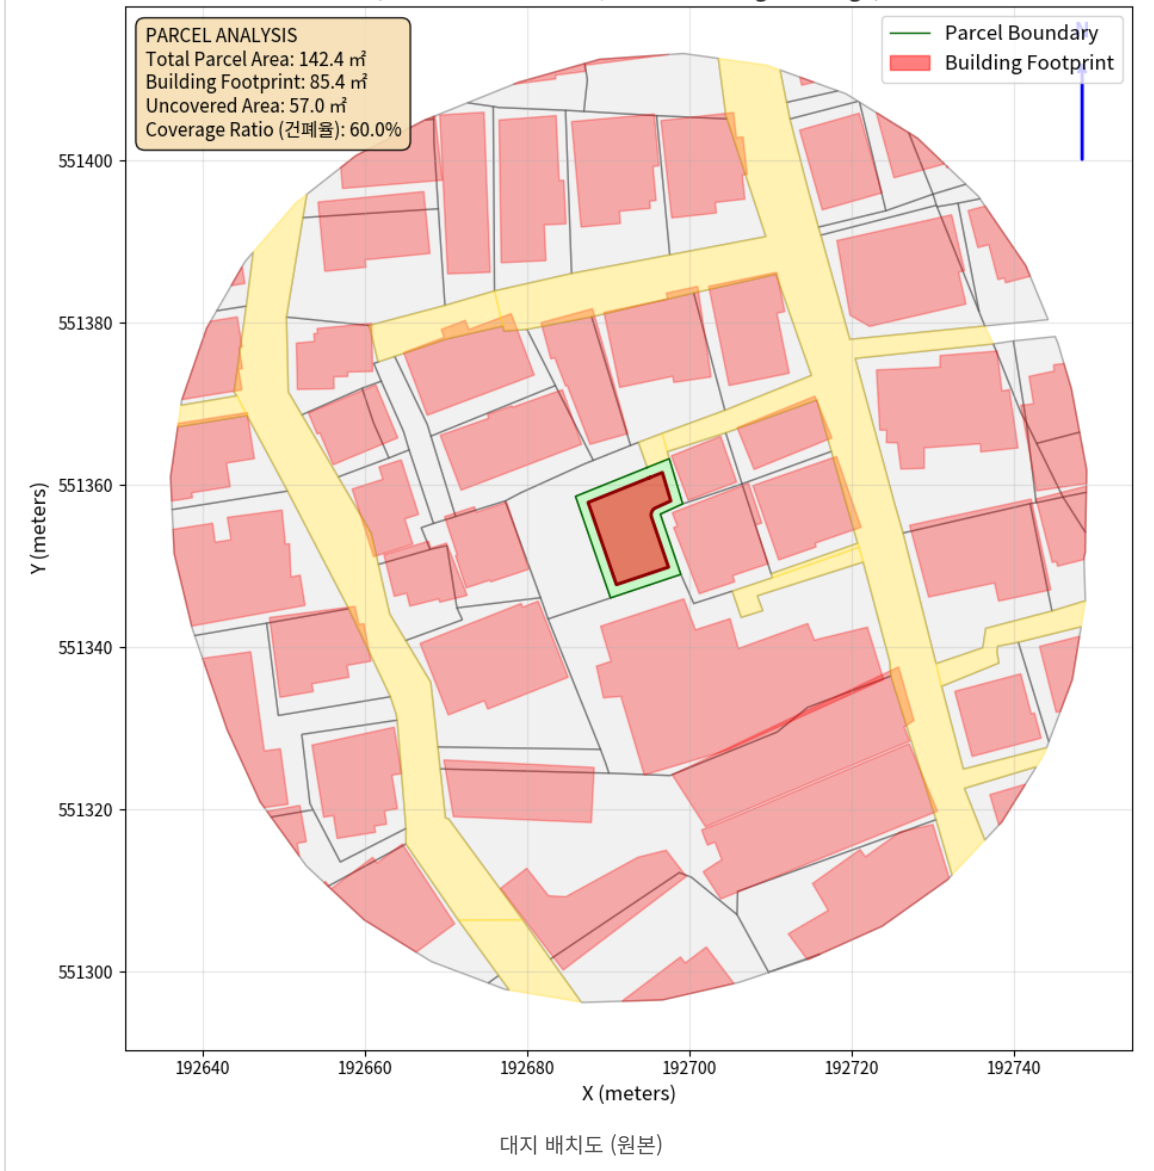 PARCEL ANALYSIS
Total Parcel Area: 142.4 ㎡
Building Footprint: 85.4 ㎡
Uncovered Area: 57.0 ㎡
Coverage Ratio (건폐율): 60.0%
Parcel Boundary
Building Footprint
N
551400
551380
551360
551340
551320
551300
Y (meters)
192640 192660 192680 192700 192720 192740
X (meters)
대지 배치도 (원본)